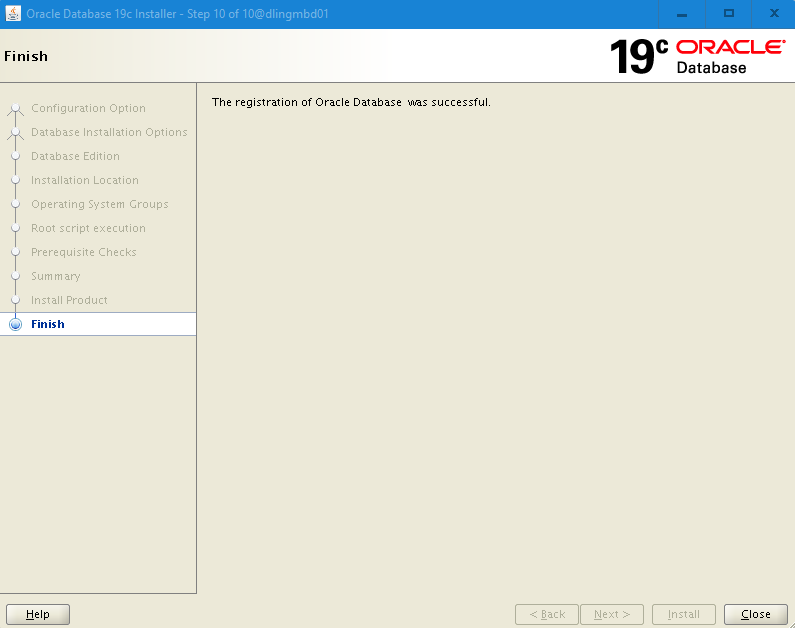 Oracle Database 19c Installer - Step 10 of 10@dlingmbd01
Finish
19c ORACLE®
Database
Configuration Option
Database Installation Options
Database Edition
Installation Location
Operating System Groups
Root script execution
Prerequisite Checks
Summary
Install Product
Finish
The registration of Oracle Database  was successful.
Help
< Back
Next >
Install
Close